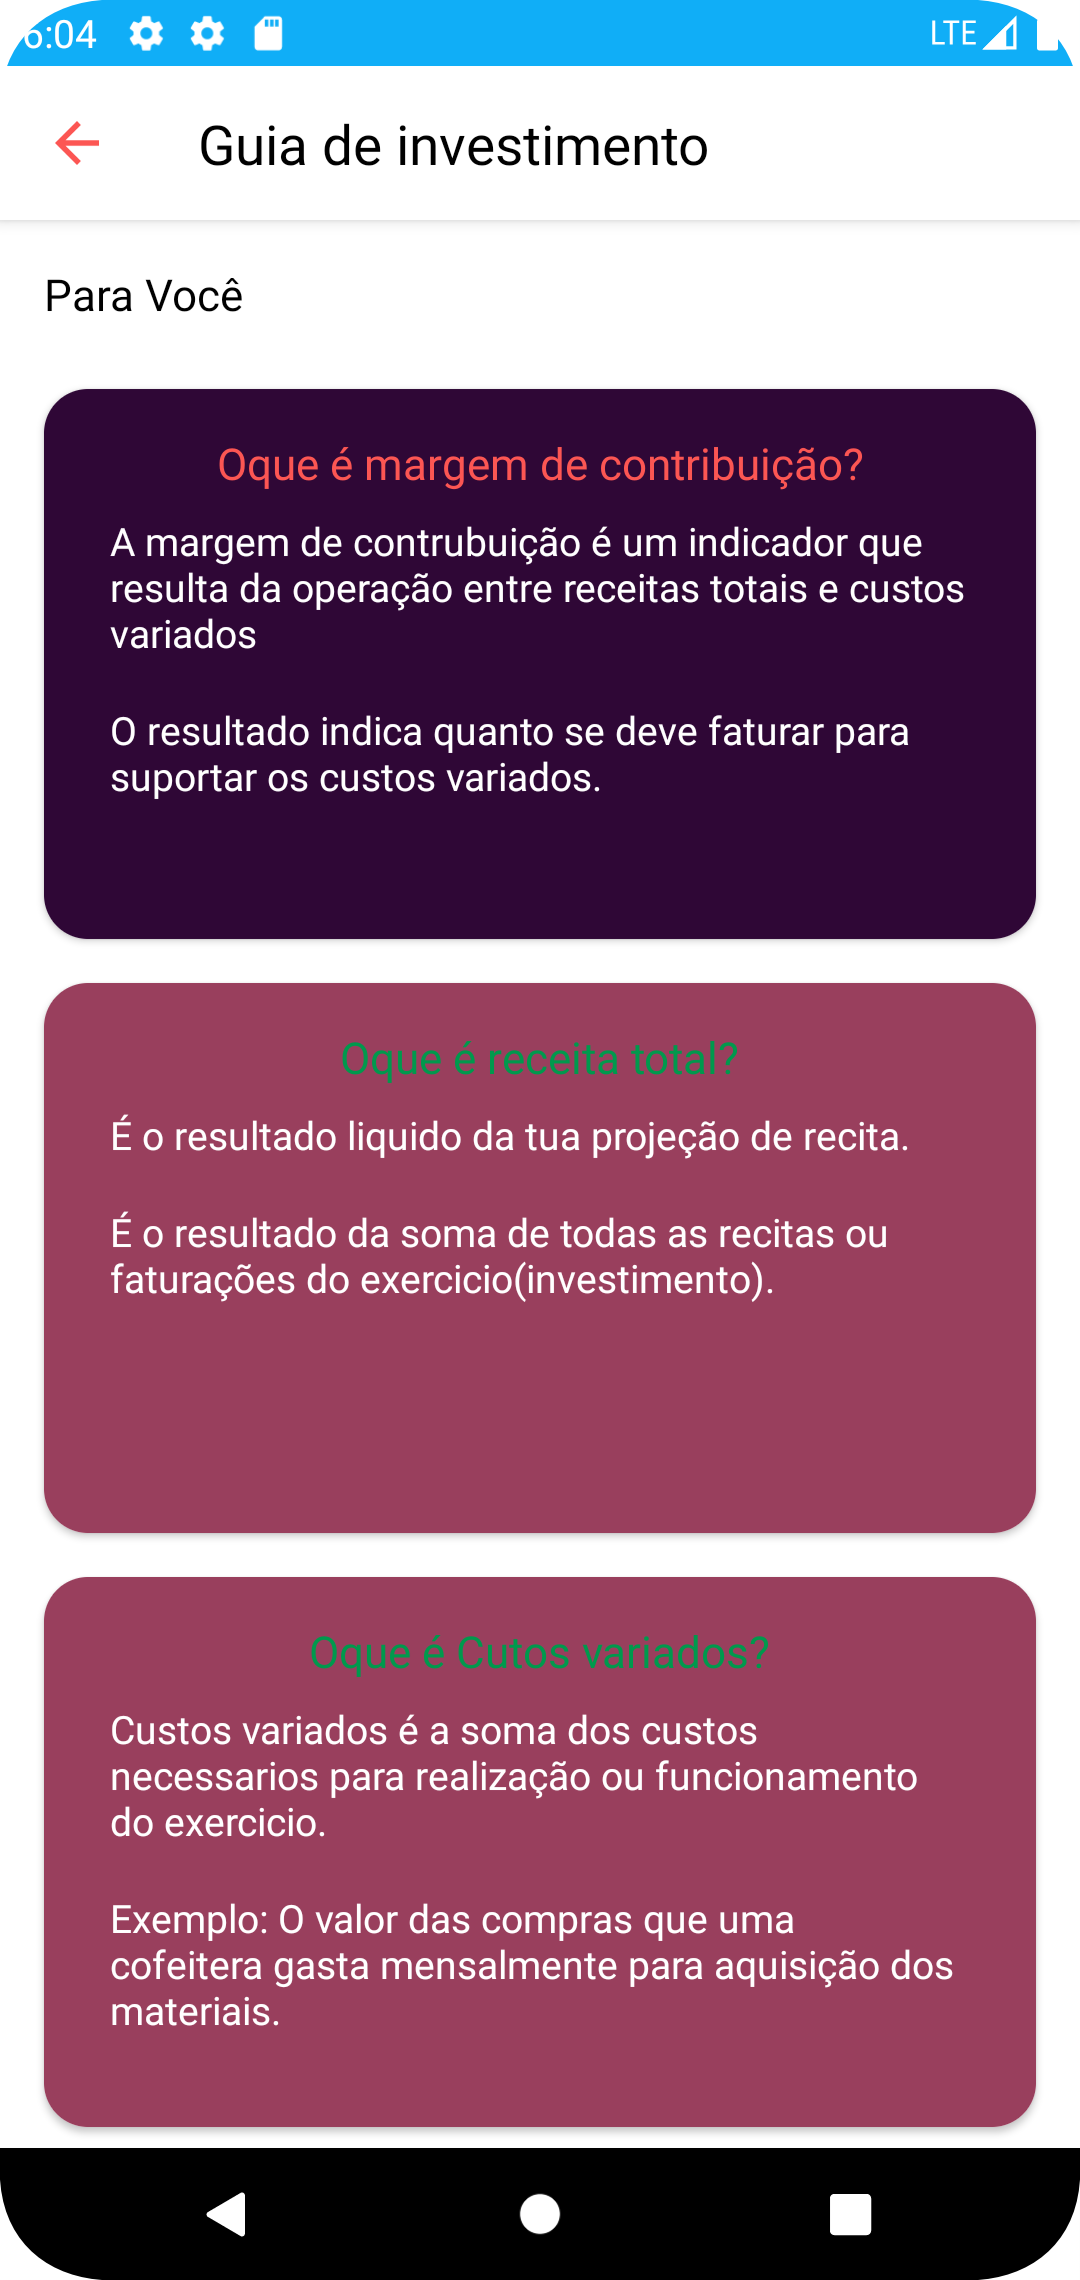 6:04 LTE
Guia de investimento
Para Você
Oque é margem de contribuição?
A margem de contrubuição é um indicador que
resulta da operação entre receitas totais e custos
variados
O resultado indica quanto se deve faturar para
suportar os custos variados.
Oque é receita total?
É o resultado liquido da tua projeção de recita.
É o resultado da soma de todas as recitas ou
faturações do exercicio(investimento).
Oque é Cutos variados?
Custos variados é a soma dos custos
necessarios para realização ou funcionamento
do exercicio.
Exemplo: O valor das compras que uma
cofeitera gasta mensalmente para aquisição dos
materiais.